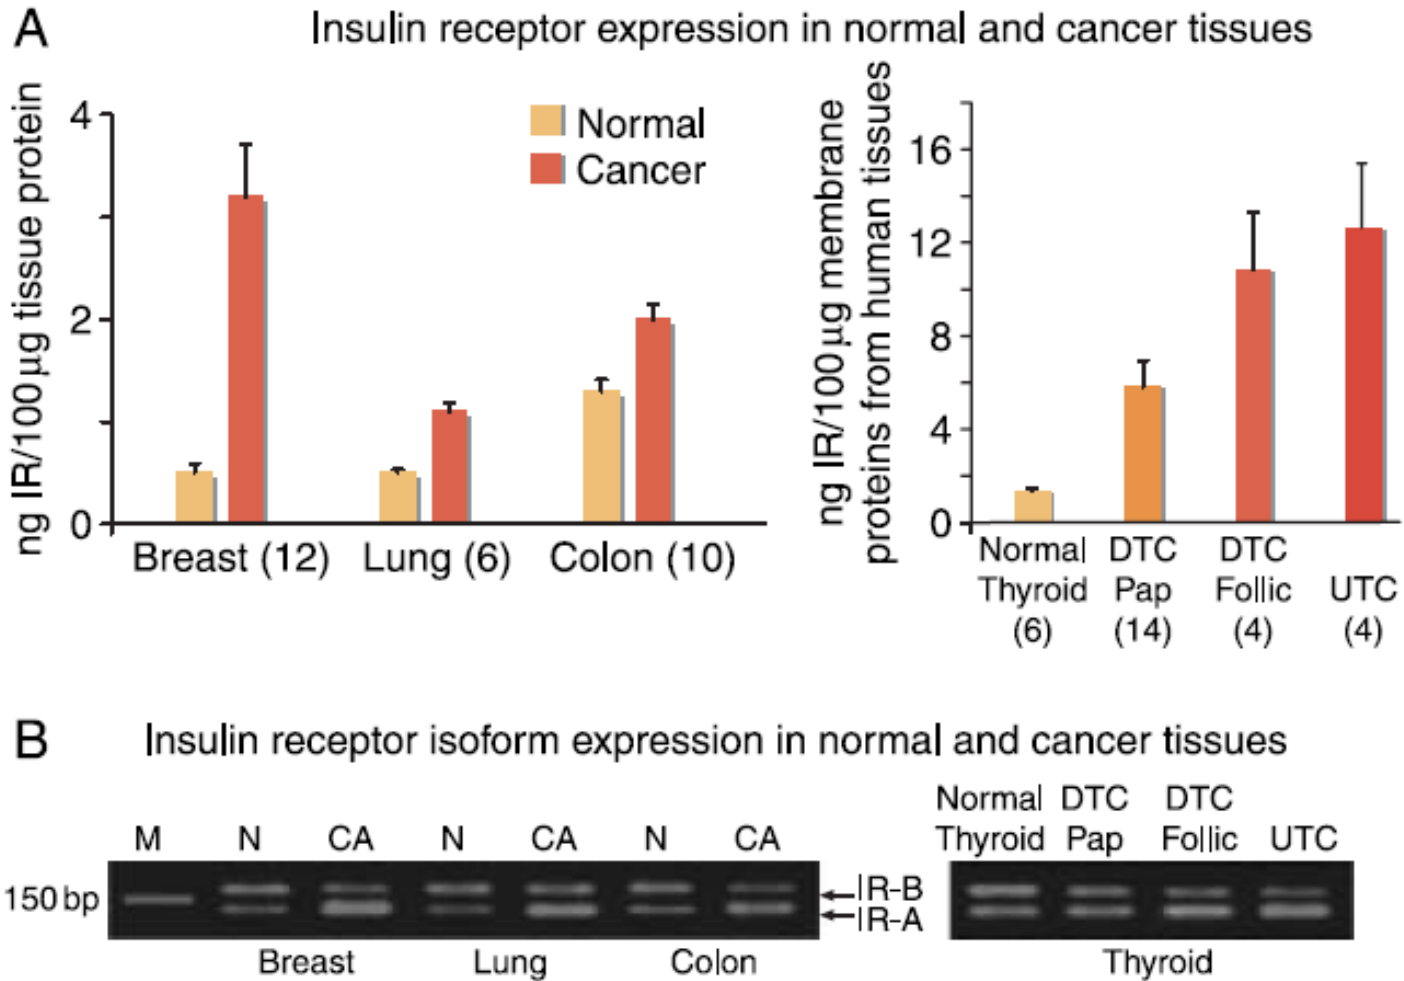 A
Insulin receptor expression in normal and cancer tissues
ng IR/100 µg tissue protein
4
2
0
Normal
Cancer
Breast (12) Lung (6) Colon (10)
ng IR/100 µg membrane
proteins from human tissues
16
12
8
4
0
Normal DTC DTC
Thyroid Pap Follic UTC
(6) (14) (4) (4)
B
Insulin receptor isoform expression in normal and cancer tissues
M N CA N CA N CA
150 bp
IR-B
IR-A
Breast Lung Colon
Normal DTC DTC
Thyroid Pap Follic UTC
Thyroid